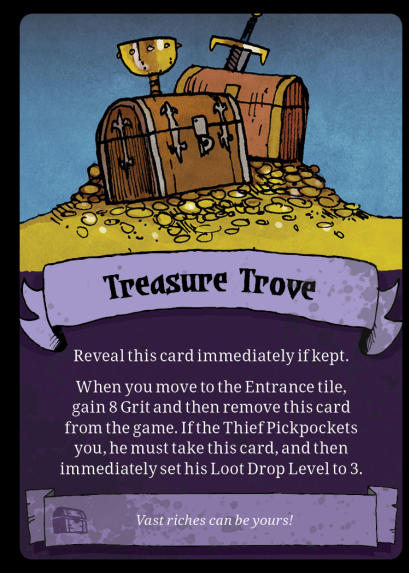 Treasure Trove
Reveal this card immediately if kept.
When you move to the Entrance tile,
gain 8 Grit and then remove this card
from the game. If the Thief Pickpockets
you, he must take this card, and then
immediately set his Loot Drop Level to 3.
Vast riches can be yours!